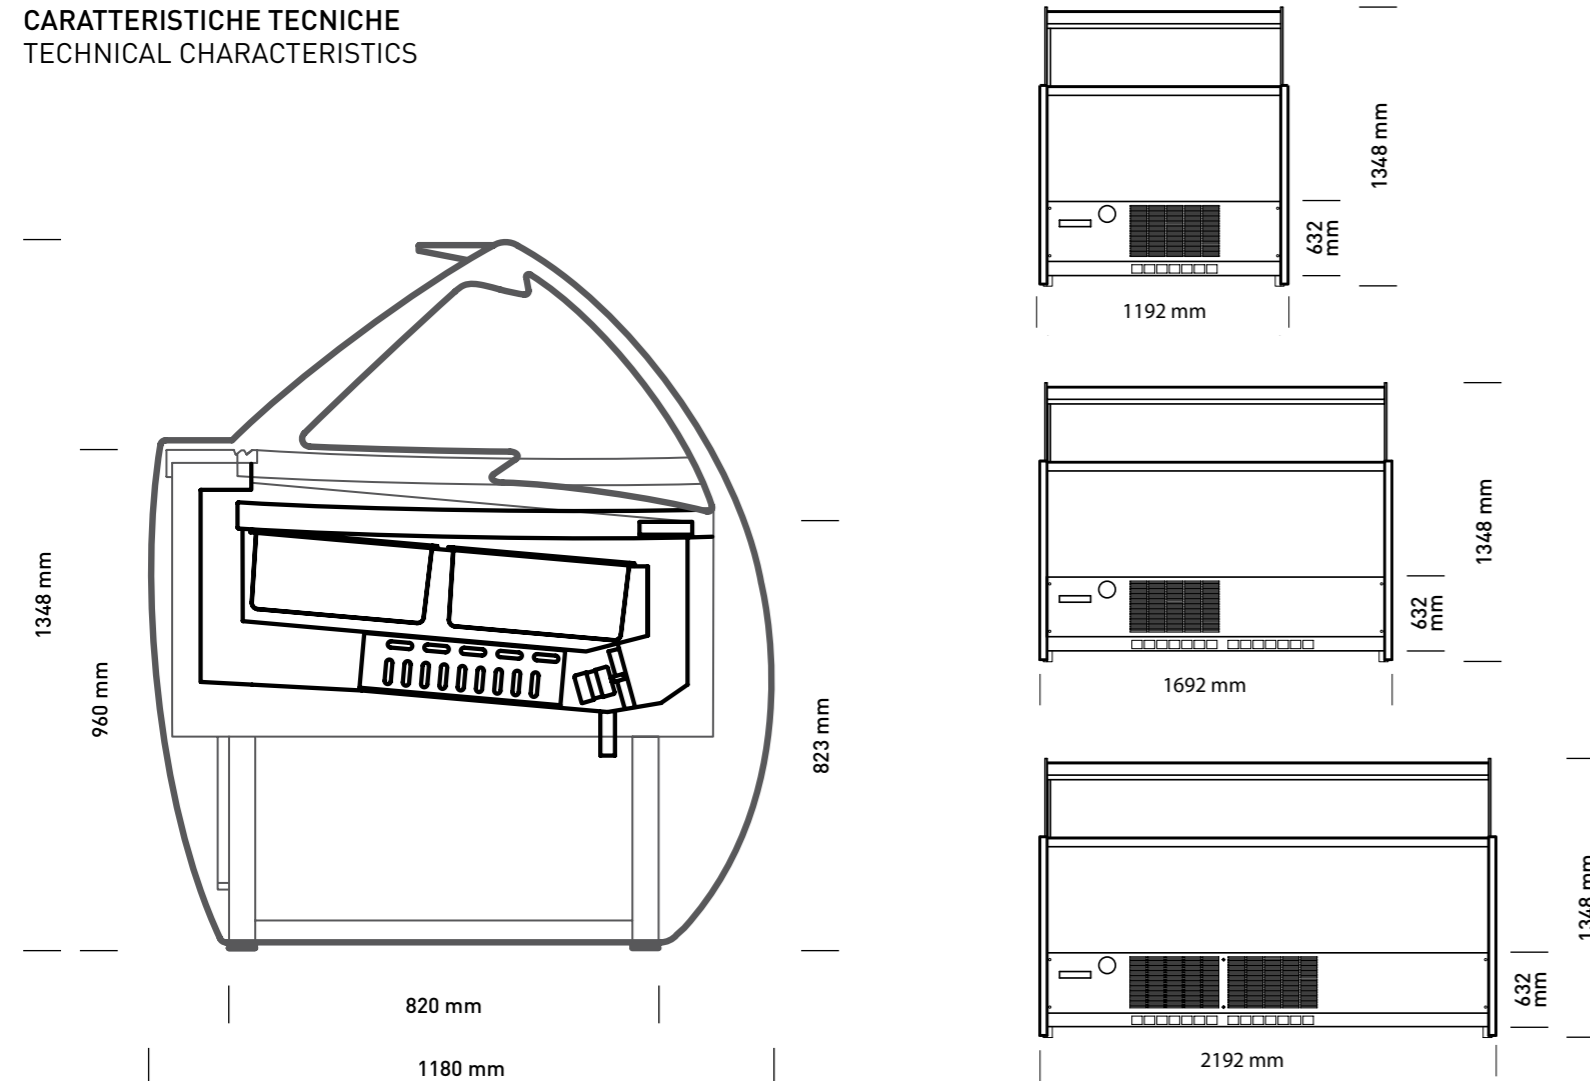 CARATTERISTICHE TECNICHE
TECHNICAL CHARACTERISTICS
1348 mm
960 mm
823 mm
820 mm
1180 mm
1348 mm
632
mm
1192 mm
1348 mm
632
mm
1692 mm
1348 mm
632
mm
2192 mm